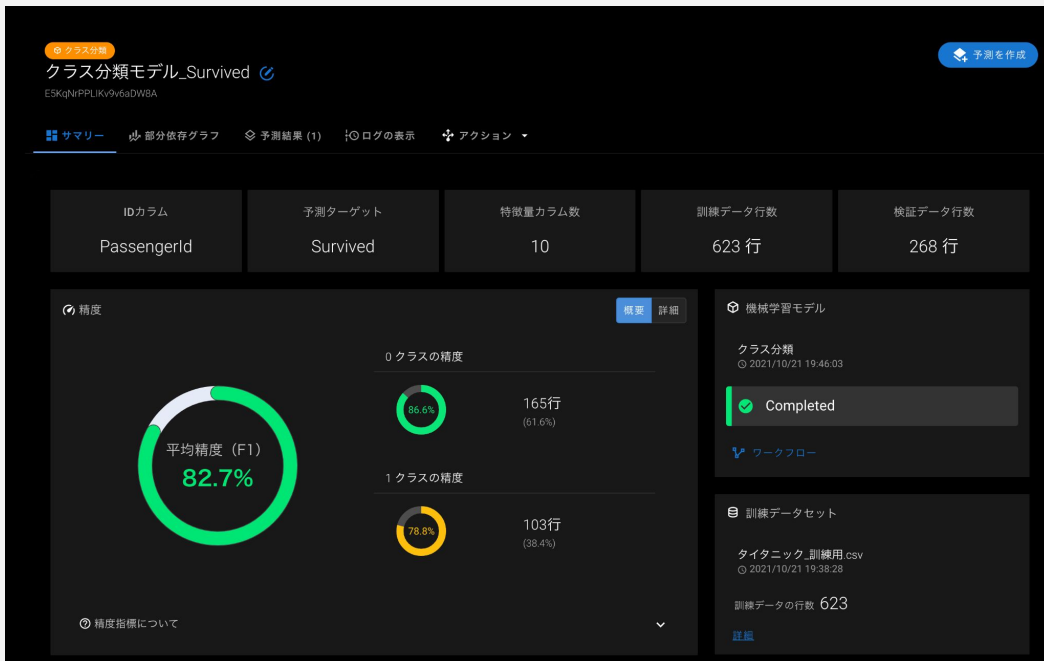 クラス分類
クラス分類モデル_Survived
E5KqNrPPLIKv9v6aDW8A
予測を作成
サマリー
部分依存グラフ
予測結果 (1)
ログの表示
アクション
IDカラム
PassengerId
予測ターゲット
Survived
特徴量カラム数
10
訓練データ行数
623 行
検証データ行数
268 行
精度
概要
詳細
平均精度（F1）
82.7%
0 クラスの精度
86.6%
165行
(61.6%)
1 クラスの精度
78.8%
103行
(38.4%)
精度指標について
機械学習モデル
クラス分類
2021/10/21 19:46:03
Completed
ワークフロー
訓練データセット
タイタニック_訓練用.csv
2021/10/21 19:38:28
訓練データの行数 623
詳細